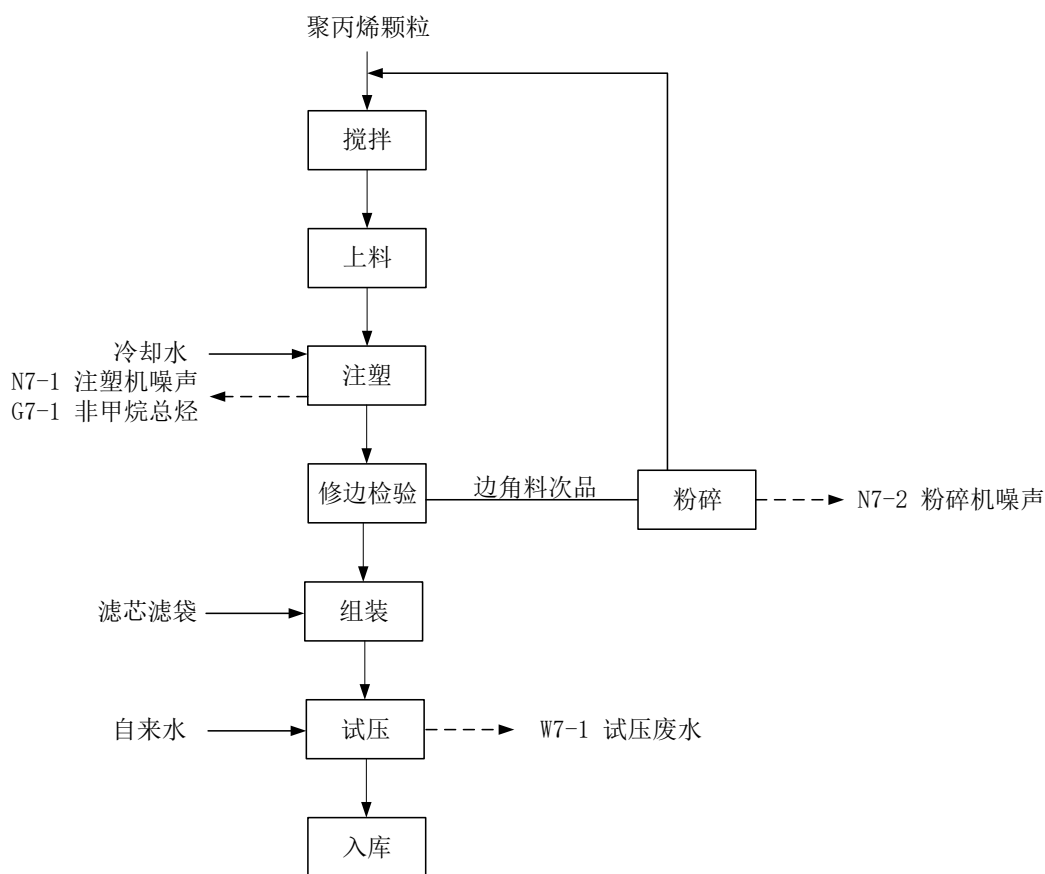 聚丙烯颗粒
搅拌
上料
冷却水
N7-1 注塑机噪声
G7-1 非甲烷总烃
注塑
修边检验
边角料次品
粉碎
N7-2 粉碎机噪声
滤芯滤袋
组装
自来水
试压
W7-1 试压废水
入库